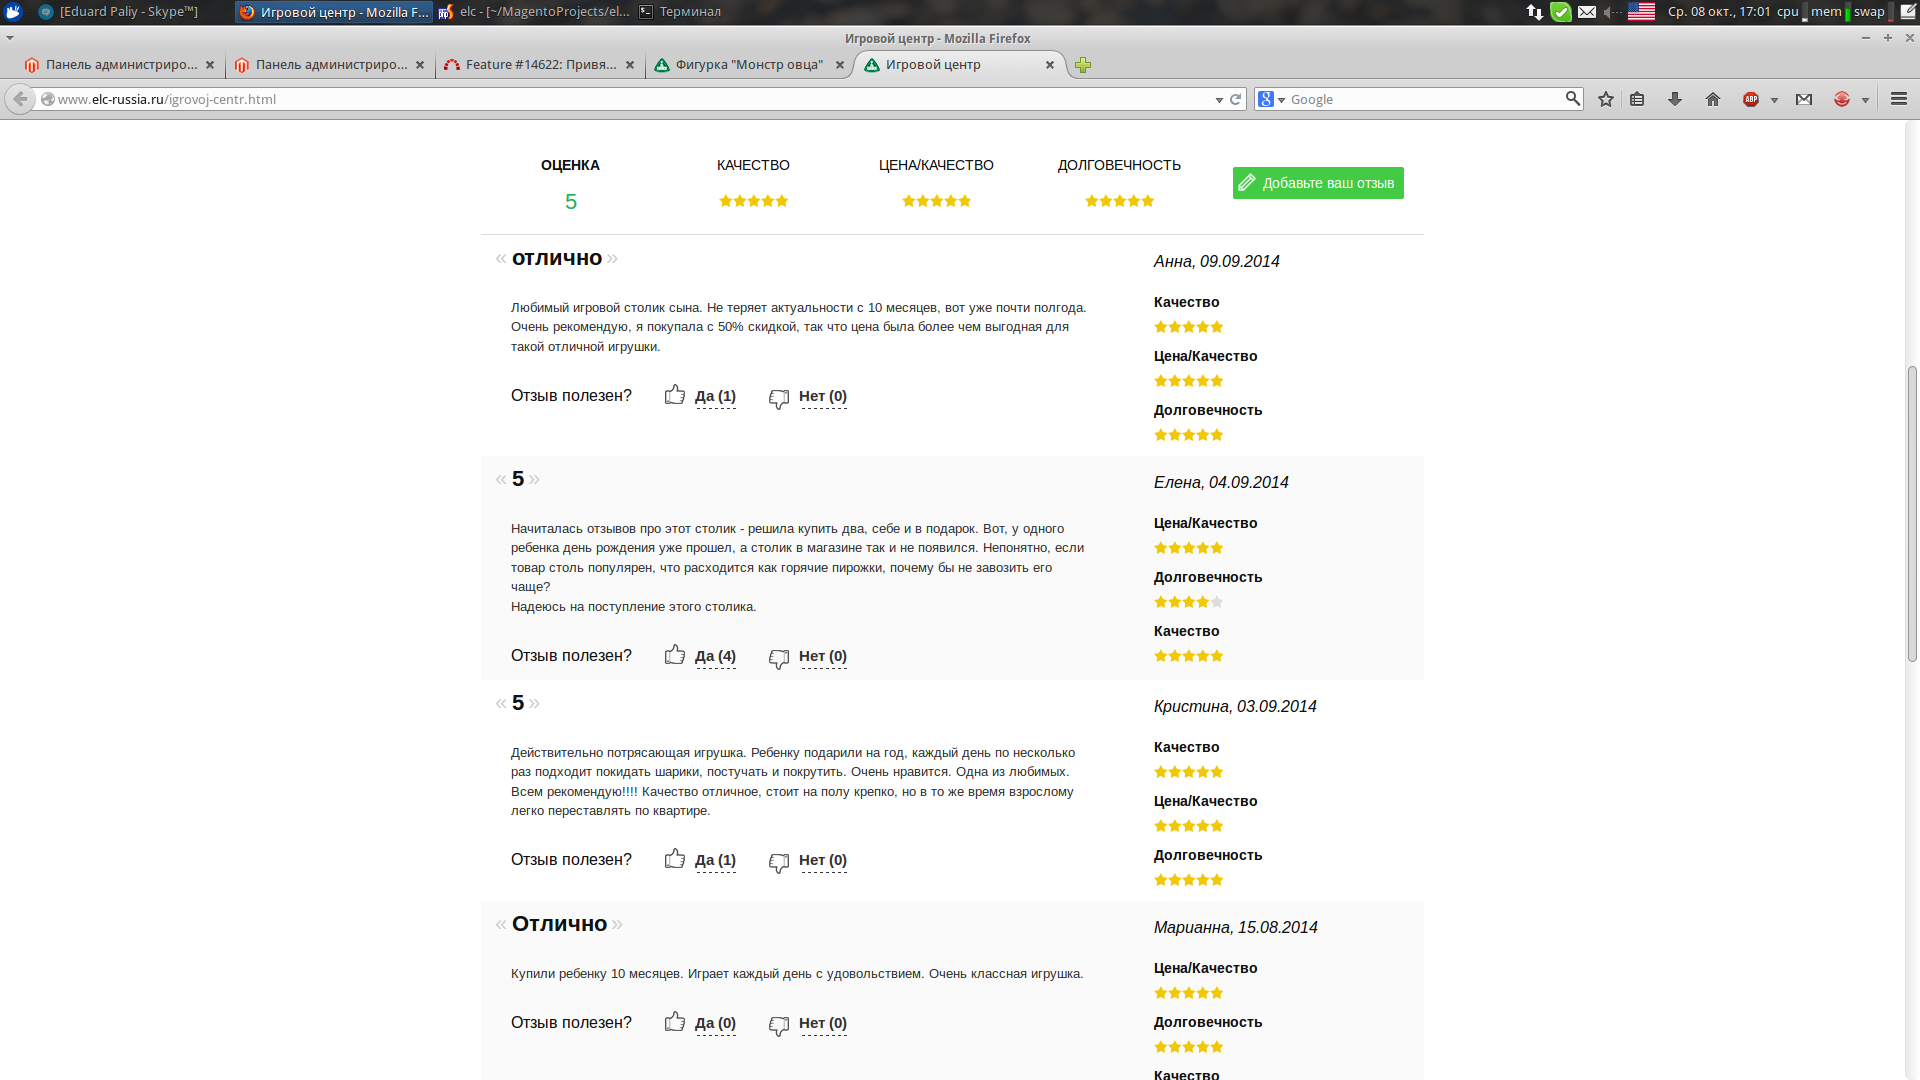 [Eduard Paliy - Skype™]
Игровой центр - Mozilla F...
elc - [~/MagentoProjects/el...
Терминал
Ср. 08 окт., 17:01 cpu mem swap
Игровой центр - Mozilla Firefox
Панель администриро...
Панель администриро...
Feature #14622: Привя...
Фигурка "Монстр овца"
Игровой центр
www.elc-russia.ru/igrovoj-centr.html
Google
ABP
ОЦЕНКА КАЧЕСТВО ЦЕНА/КАЧЕСТВО ДОЛГОВЕЧНОСТЬ
5
Добавьте ваш отзыв
« отлично »
Анна, 09.09.2014
Любимый игровой столик сына. Не теряет актуальности с 10 месяцев, вот уже почти полгода.
Очень рекомендую, я покупала с 50% скидкой, так что цена была более чем выгодная для
такой отличной игрушки.
Отзыв полезен? Да (1) Нет (0)
Качество
Цена/Качество
Долговечность
« 5 »
Елена, 04.09.2014
Начиталась отзывов про этот столик - решила купить два, себе и в подарок. Вот, у одного
ребенка день рождения уже прошел, а столик в магазине так и не появился. Непонятно, если
товар столь популярен, что расходится как горячие пирожки, почему бы не завозить его
чаще?
Надеюсь на поступление этого столика.
Отзыв полезен? Да (4) Нет (0)
Цена/Качество
Долговечность
Качество
« 5 »
Кристина, 03.09.2014
Действительно потрясающая игрушка. Ребенку подарили на год, каждый день по несколько
раз подходит покидать шарики, постучать и покрутить. Очень нравится. Одна из любимых.
Всем рекомендую!!!! Качество отличное, стоит на полу крепко, но в то же время взрослому
легко переставлять по квартире.
Отзыв полезен? Да (1) Нет (0)
Качество
Цена/Качество
Долговечность
« Отлично »
Марианна, 15.08.2014
Купили ребенку 10 месяцев. Играет каждый день с удовольствием. Очень классная игрушка.
Отзыв полезен? Да (0) Нет (0)
Цена/Качество
Долговечность
Качество